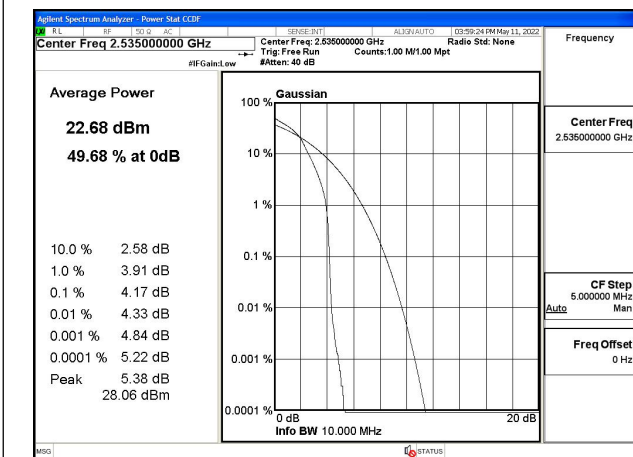 Agilent Spectrum Analyzer - Power Stat CCDF
RL RF 50 Ω AC SENSE:INT ALIGN AUTO 03:59:24 PM May 11, 2022
Center Freq 2.535000000 GHz
Center Freq: 2.535000000 GHz Radio Std: None
Trig: Free Run Counts:1.00 M/1.00 Mpt
#IFGain:Low #Atten: 40 dB
Average Power
22.68 dBm
49.68 % at 0dB
10.0 % 2.58 dB
1.0 % 3.91 dB
0.1 % 4.17 dB
0.01 % 4.33 dB
0.001 % 4.84 dB
0.0001 % 5.22 dB
Peak 5.38 dB
28.06 dBm
Gaussian
100 %
10 %
1 %
0.1 %
0.01 %
0.001 %
0.0001 %
0 dB 20 dB
Info BW 10.000 MHz
Frequency
Center Freq
2.535000000 GHz
CF Step
5.000000 MHz
Auto Man
Freq Offset
0 Hz
MSG STATUS